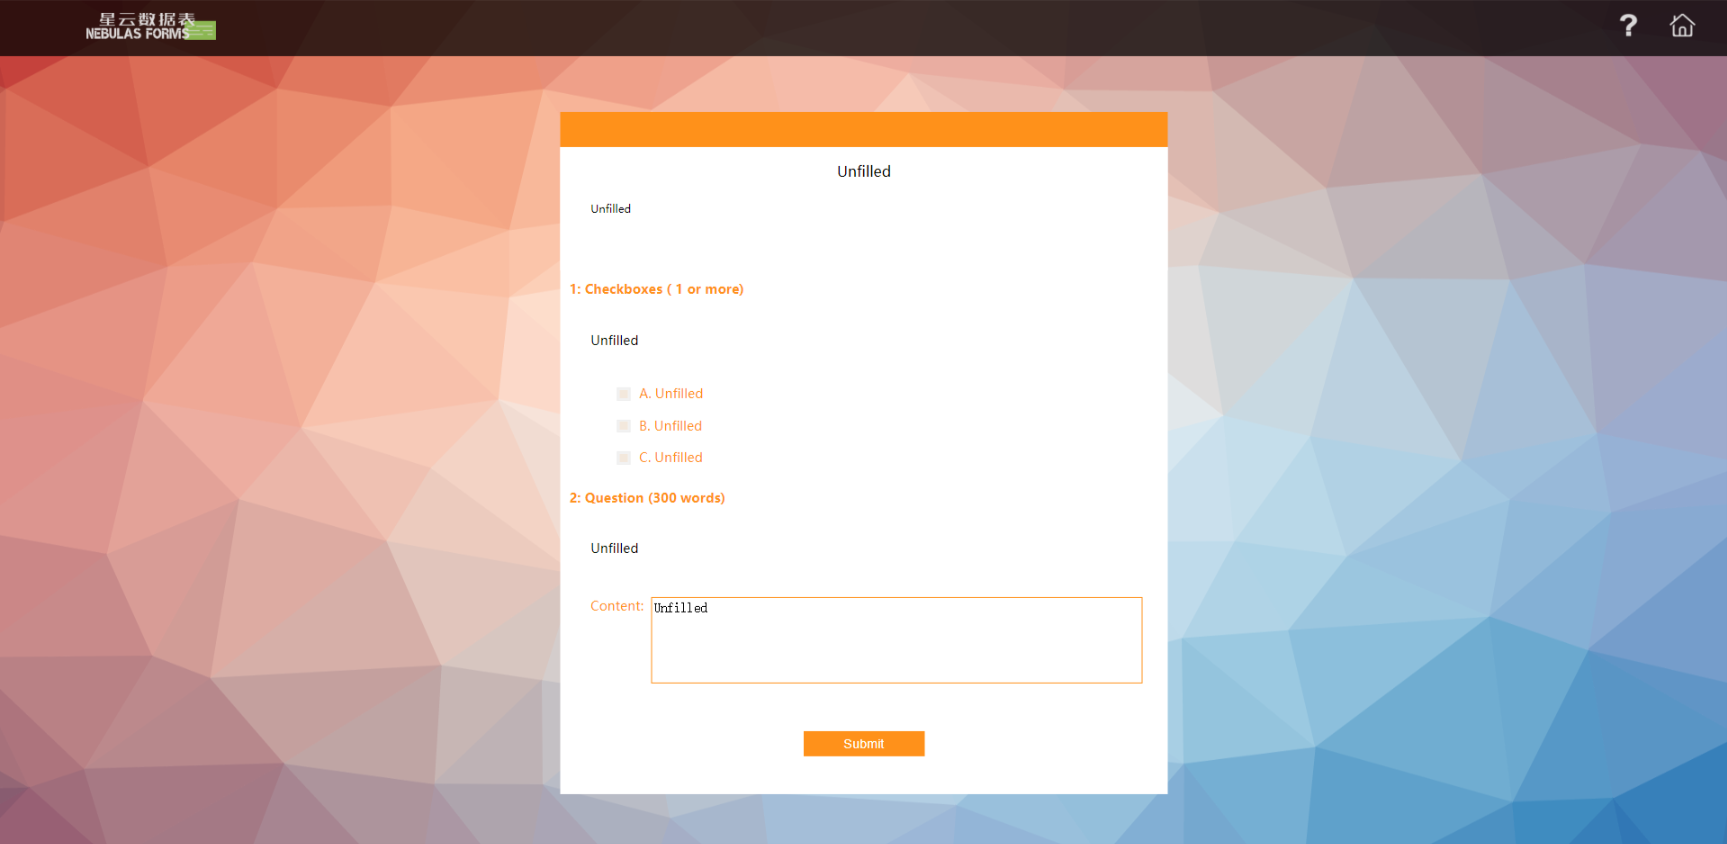 星云数据表
NEBULAS FORMS
?
Unfilled
Unfilled
1: Checkboxes ( 1 or more)
Unfilled
A. Unfilled
B. Unfilled
C. Unfilled
2: Question (300 words)
Unfilled
Content:
Unfilled
Submit